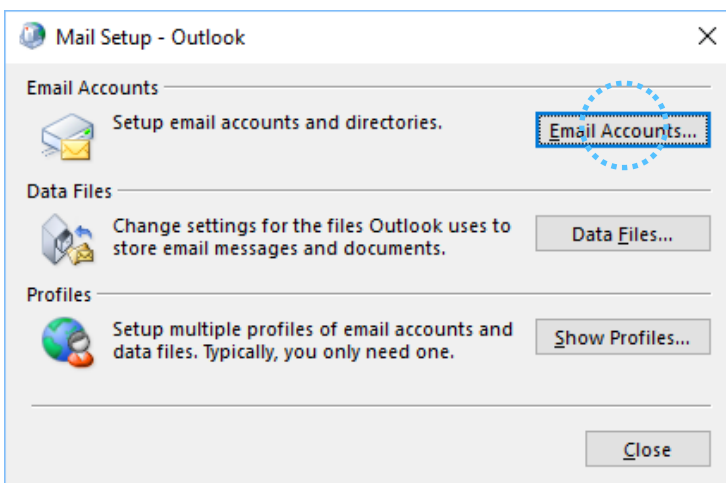 Mail Setup - Outlook
Email Accounts
Setup email accounts and directories.
Email Accounts...
Data Files
Change settings for the files Outlook uses to
store email messages and documents.
Data Files...
Profiles
Setup multiple profiles of email accounts and
data files. Typically, you only need one.
Show Profiles...
Close